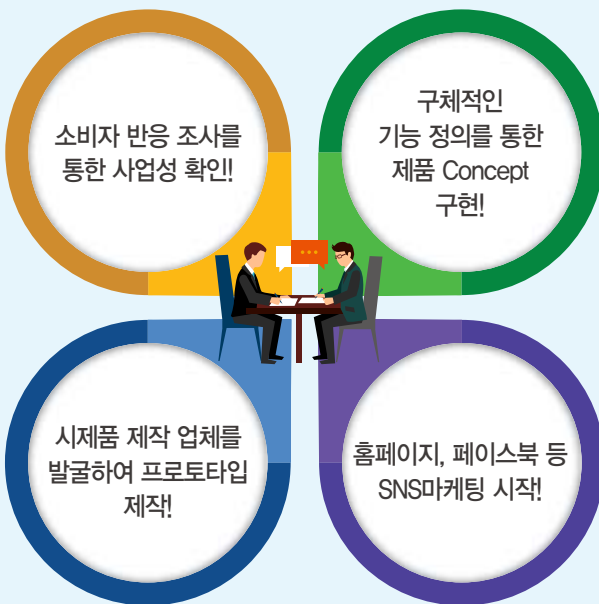 소비자 반응 조사를
통한 사업성 확인!
구체적인
기능 정의를 통한
제품 Concept
구현!
시제품 제작 업체를
발굴하여 프로토타입
제작!
홈페이지, 페이스북 등
SNS마케팅 시작!